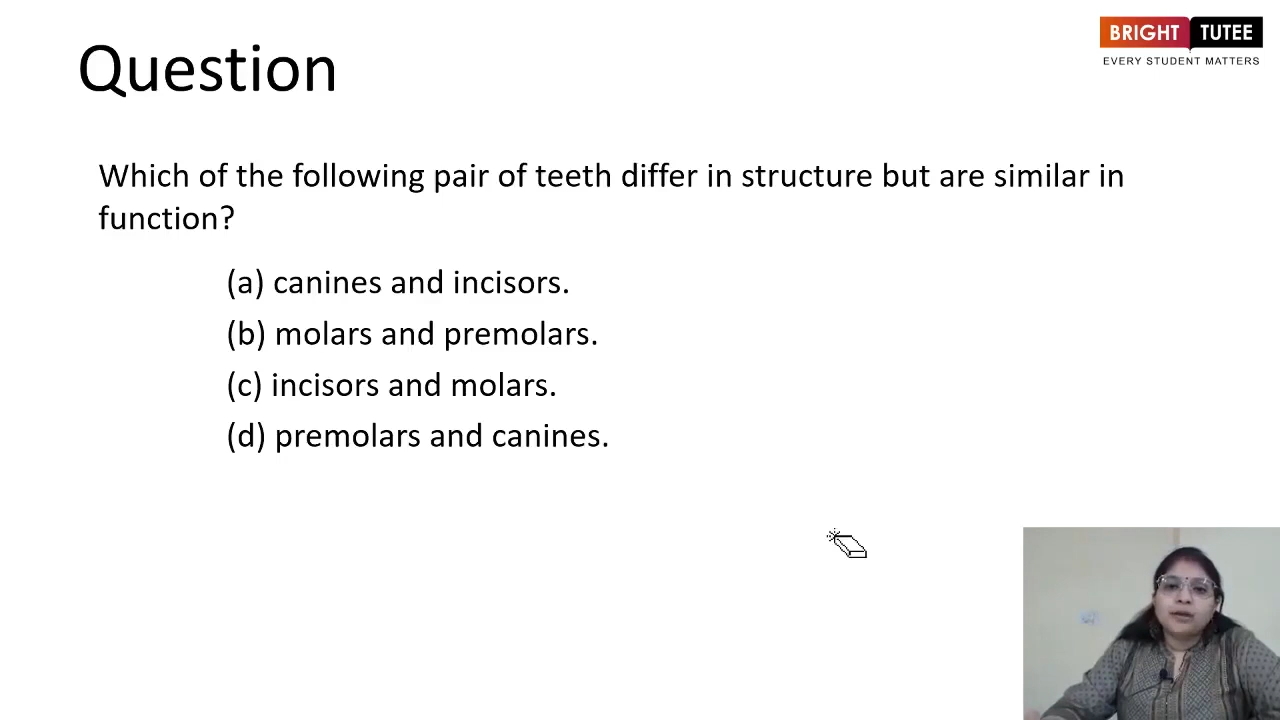 BRIGHT TUTEE
EVERY STUDENT MATTERS
Question
Which of the following pair of teeth differ in structure but are similar in
function?
(a) canines and incisors.
(b) molars and premolars.
(c) incisors and molars.
(d) premolars and canines.